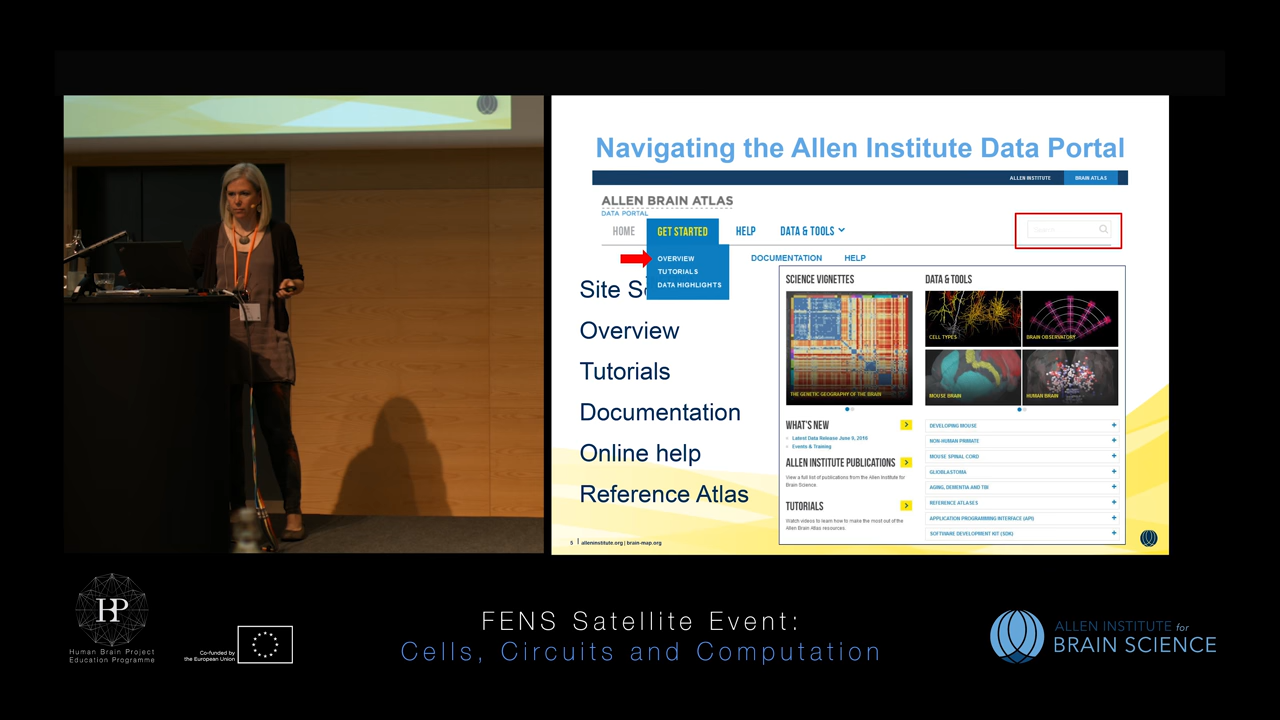 Navigating the Allen Institute Data Portal
ALLEN INSTITUTE BRAIN ATLAS
ALLEN BRAIN ATLAS
DATA PORTAL
HOME GET STARTED HELP DATA & TOOLS
Search
OVERVIEW
TUTORIALS
DATA HIGHLIGHTS
DOCUMENTATION HELP
Site S
Overview
Tutorials
Documentation
Online help
Reference Atlas
SCIENCE VIGNETTES
THE GENETIC GEOGRAPHY OF THE BRAIN
WHAT'S NEW
Latest Data Release June 9, 2016
Events & Training
ALLEN INSTITUTE PUBLICATIONS
View a full list of publications from the Allen Institute for
Brain Science.
TUTORIALS
Watch videos to learn how to make the most out of the
Allen Brain Atlas resources.
DATA & TOOLS
CELL TYPES
BRAIN OBSERVATORY
MOUSE BRAIN
HUMAN BRAIN
DEVELOPING MOUSE
NON-HUMAN PRIMATE
MOUSE SPINAL CORD
GLIOBLASTOMA
AGING, DEMENTIA AND TBI
REFERENCE ATLASES
APPLICATION PROGRAMMING INTERFACE (API)
SOFTWARE DEVELOPMENT KIT (SDK)
5 | alleninstitute.org | brain-map.org
HBP
Human Brain Project
Education Programme
Co-funded by
the European Union
FENS Satellite Event:
Cells, Circuits and Computation
ALLEN INSTITUTE for
BRAIN SCIENCE